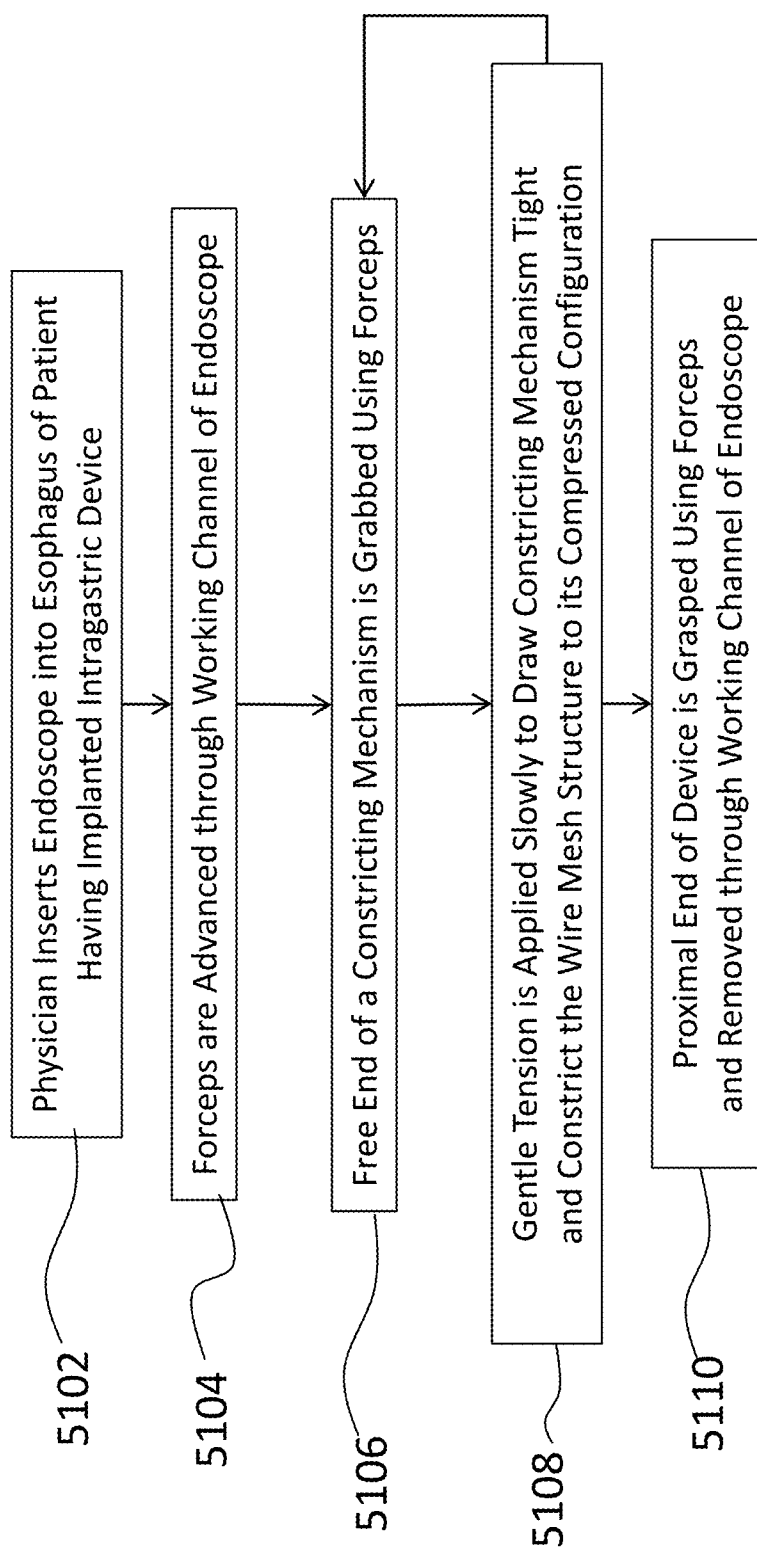 5102
Physician Inserts Endoscope into Esophagus of Patient
Having Implanted Intragastric Device
5104
Forceps are Advanced through Working Channel of Endoscope
5106
Free End of a Constricting Mechanism is Grabbed Using Forceps
5108
Gentle Tension is Applied Slowly to Draw Constricting Mechanism Tight
and Constrict the Wire Mesh Structure to its Compressed Configuration
5110
Proximal End of Device is Grasped Using Forceps
and Removed through Working Channel of Endoscope